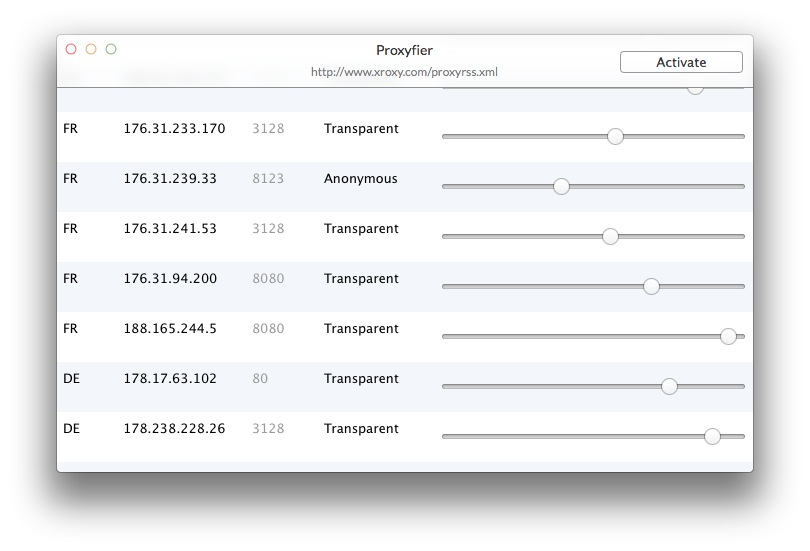 Proxyfier
http://www.xroxy.com/proxyrss.xml
Activate
FR 176.31.233.170 3128 Transparent
FR 176.31.239.33 8123 Anonymous
FR 176.31.241.53 3128 Transparent
FR 176.31.94.200 8080 Transparent
FR 188.165.244.5 8080 Transparent
DE 178.17.63.102 80 Transparent
DE 178.238.228.26 3128 Transparent